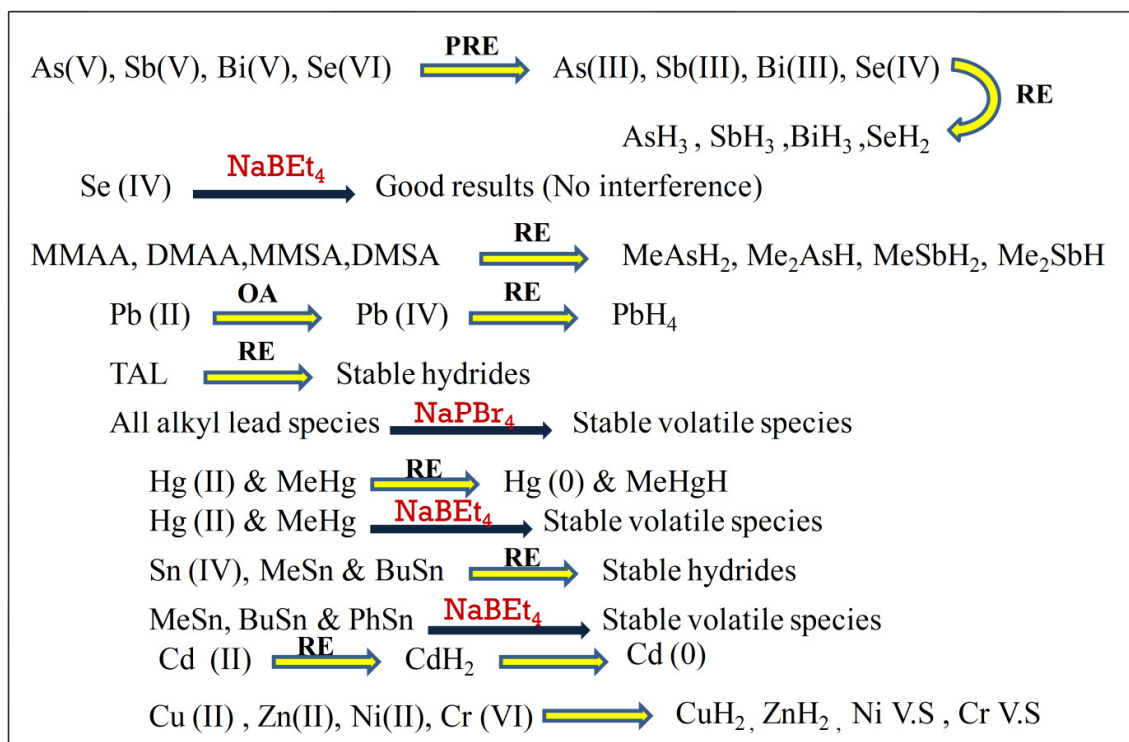 PRE
As(V), Sb(V), Bi(V), Se(VI) As(III), Sb(III), Bi(III), Se(IV)
RE
AsH₃ , SbH₃ ,BiH₃ ,SeH₂
NaBEt₄
Se (IV) Good results (No interference)
RE
MMAA, DMAA,MMSA,DMSA MeAsH₂, Me₂AsH, MeSbH₂, Me₂SbH
OA RE
Pb (II) Pb (IV) PbH₄
RE
TAL Stable hydrides
NaPBr₄
All alkyl lead species Stable volatile species
RE
Hg (II) & MeHg Hg (0) & MeHgH
NaBEt₄
Hg (II) & MeHg Stable volatile species
RE
Sn (IV), MeSn & BuSn Stable hydrides
NaBEt₄
MeSn, BuSn & PhSn Stable volatile species
RE
Cd (II) CdH₂ Cd (0)
Cu (II) , Zn(II), Ni(II), Cr (VI) CuH₂, ZnH₂, Ni V.S , Cr V.S